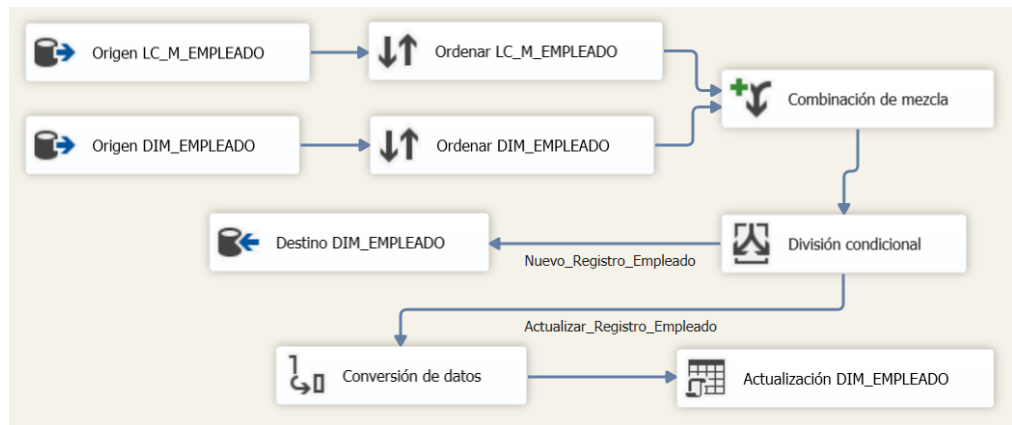 Origen LC_M_EMPLEADO
Ordenar LC_M_EMPLEADO
Combinación de mezcla
Origen DIM_EMPLEADO
Ordenar DIM_EMPLEADO
Destino DIM_EMPLEADO
División condicional
Nuevo_Registro_Empleado
Actualizar_Registro_Empleado
Conversión de datos
Actualización DIM_EMPLEADO